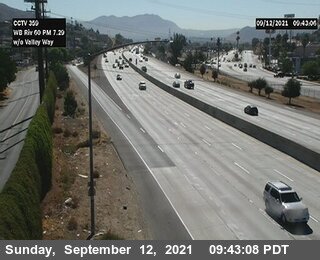 CCTV 359
WB Riv 60 PM 7.29
w/o Valley Way
09/12/2021 09:43:06
Sunday, September 12, 2021 09:43:08 PDT